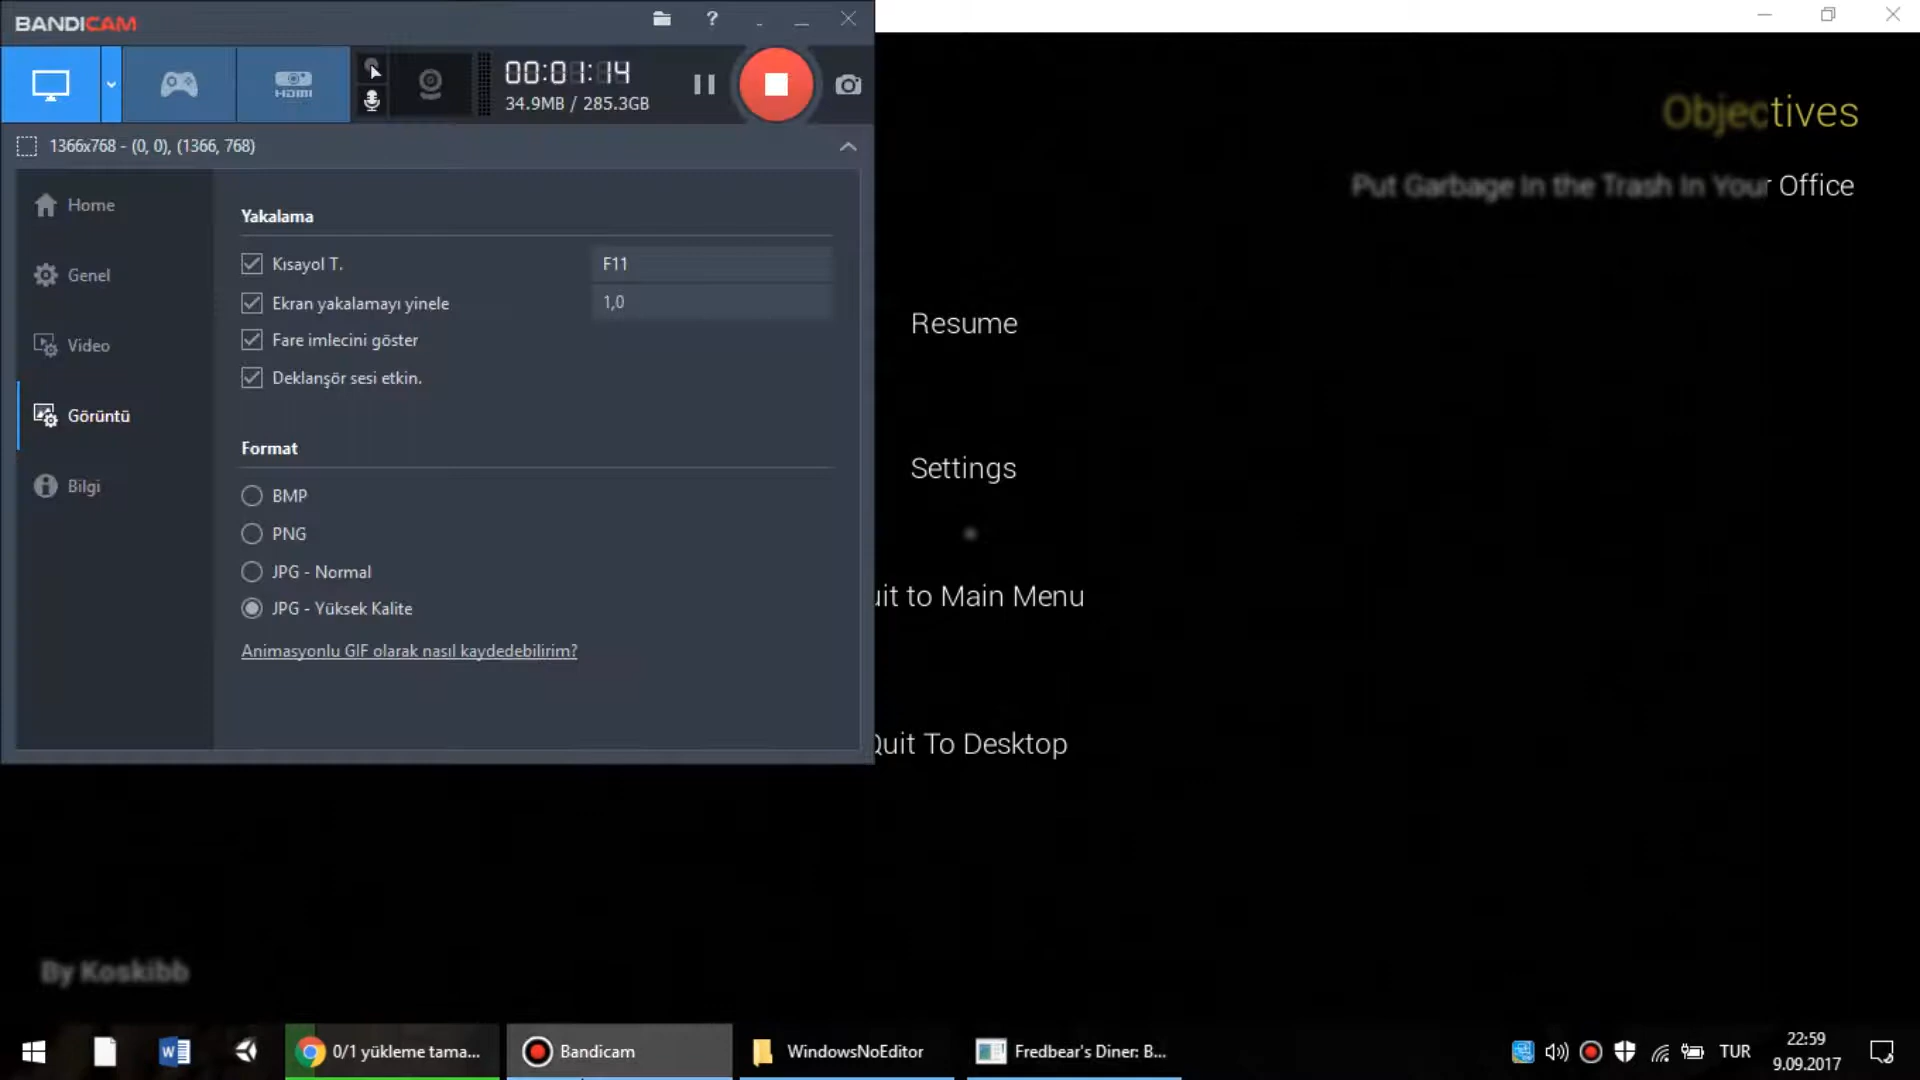 BANDICAM
?
HDMI
00:01:14
34.9MB / 285.3GB
1366x768 - (0, 0), (1366, 768)
Home
Genel
Video
Görüntü
Bilgi
Yakalama
Kısayol T.
F11
Ekran yakalamayı yinele
1,0
Fare imlecini göster
Deklanşör sesi etkin.
Format
BMP
PNG
JPG - Normal
JPG - Yüksek Kalite
Animasyonlu GIF olarak nasıl kaydedebilirim?
Objectives
Put Garbage In the Trash In Your Office
Resume
Settings
uit to Main Menu
Quit To Desktop
By Koskibb
0/1 yükleme tama...
Bandicam
WindowsNoEditor
Fredbear's Diner: B...
TUR
22:59
9.09.2017